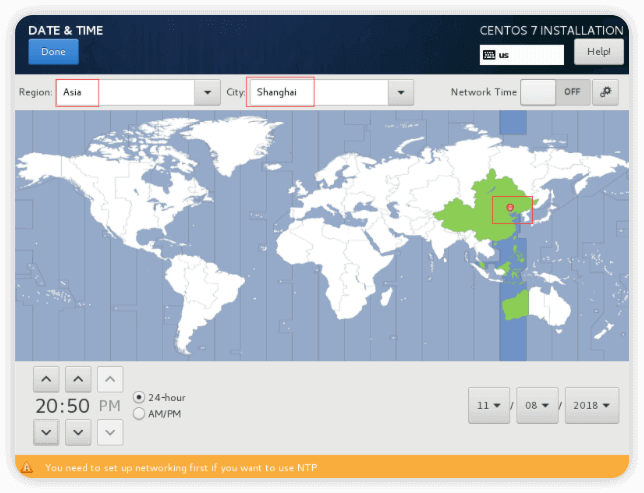 DATE & TIME
CENTOS 7 INSTALLATION
Done
us
Help!
Region: Asia
City: Shanghai
Network Time OFF
20:50 PM
24-hour
AM/PM
11 / 08 / 2018
You need to set up networking first if you want to use NTP